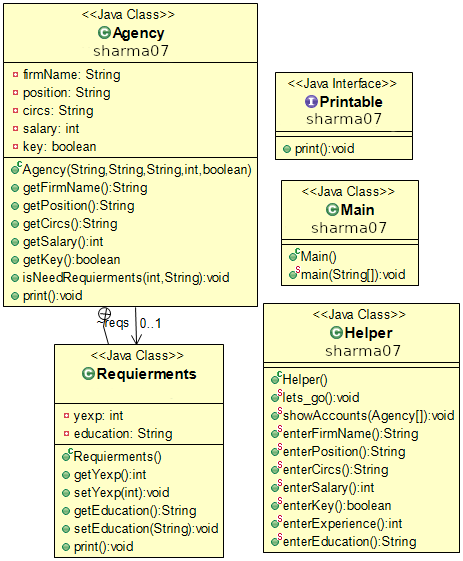 <<Java Class>>
Agency
sharma07
firmName: String
position: String
circs: String
salary: int
key: boolean
Agency(String,String,String,int,boolean)
getFirmName():String
getPosition():String
getCircs():String
getSalary():int
getKey():boolean
isNeedRequierments(int,String):void
print():void
~reqs
0..1
<<Java Class>>
Requierments
yexp: int
education: String
Requierments()
getYexp():int
setYexp(int):void
getEducation():String
setEducation(String):void
print():void
<<Java Interface>>
Printable
sharma07
print():void
<<Java Class>>
Main
sharma07
Main()
main(String[]):void
<<Java Class>>
Helper
sharma07
Helper()
lets_go():void
showAccounts(Agency[]):void
enterFirmName():String
enterPosition():String
enterCircs():String
enterSalary():int
enterKey():boolean
enterExperience():int
enterEducation():String